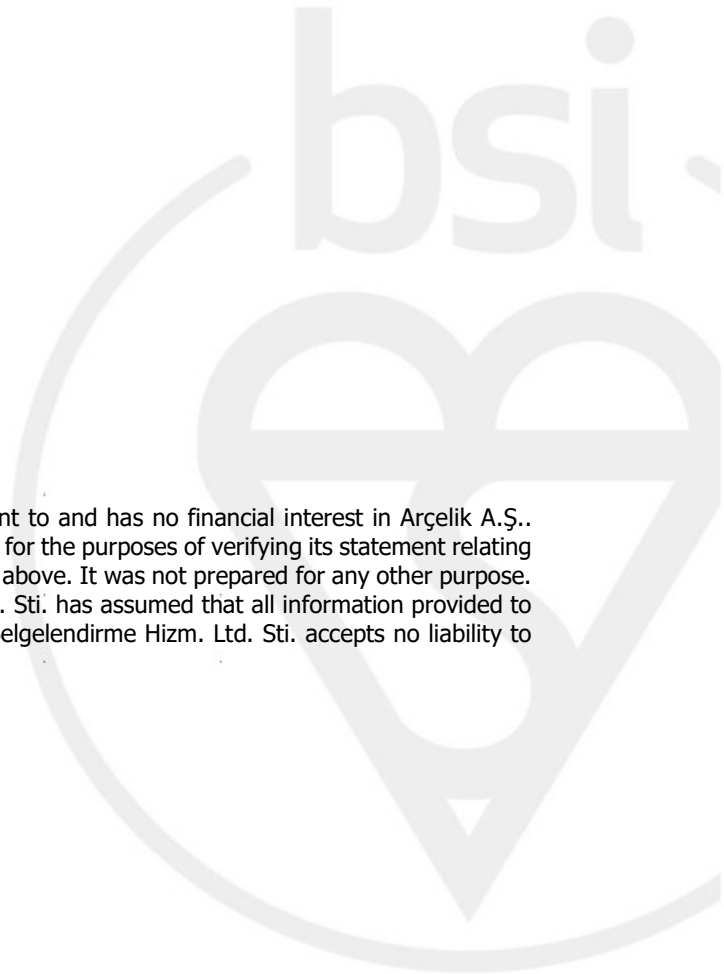 bsi
nt to and has no financial interest in Arçelik A.Ş..
for the purposes of verifying its statement relating
above. It was not prepared for any other purpose.
. Sti. has assumed that all information provided to
elgelendirme Hizm. Ltd. Sti. accepts no liability to